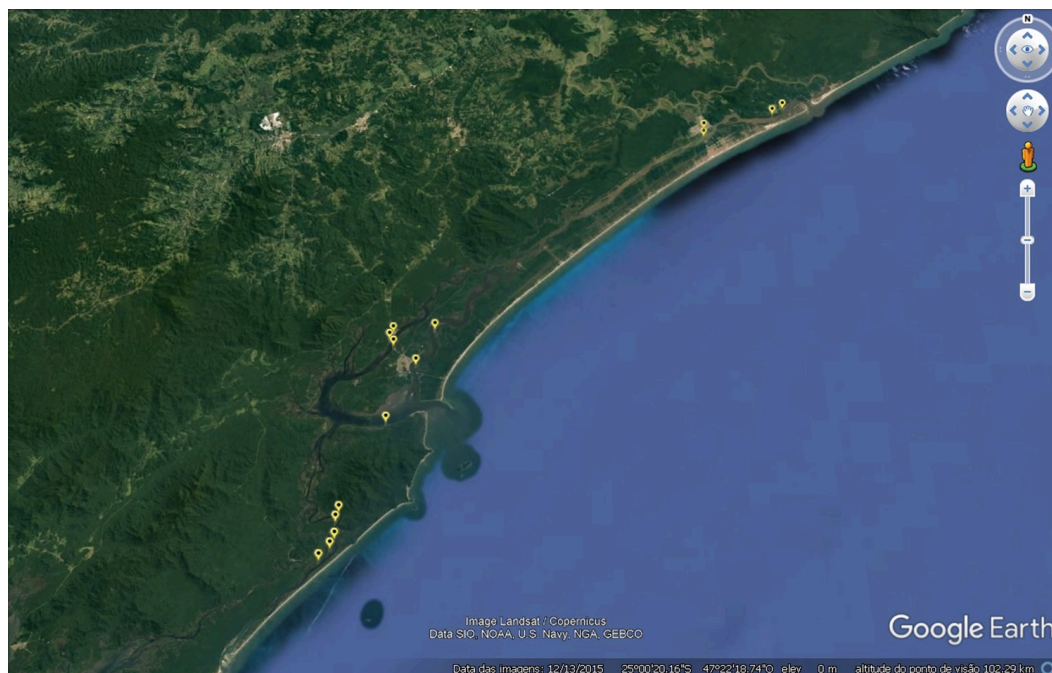 N
Image Landsat / Copernicus
Data SIO, NOAA, U.S. Navy, NGA, GEBCO
Google Earth
Data das imagens: 12/13/2015 25°00'20.16"S 47°22'18.74"O elev 0 m altitude do ponto de visão 102.29 km